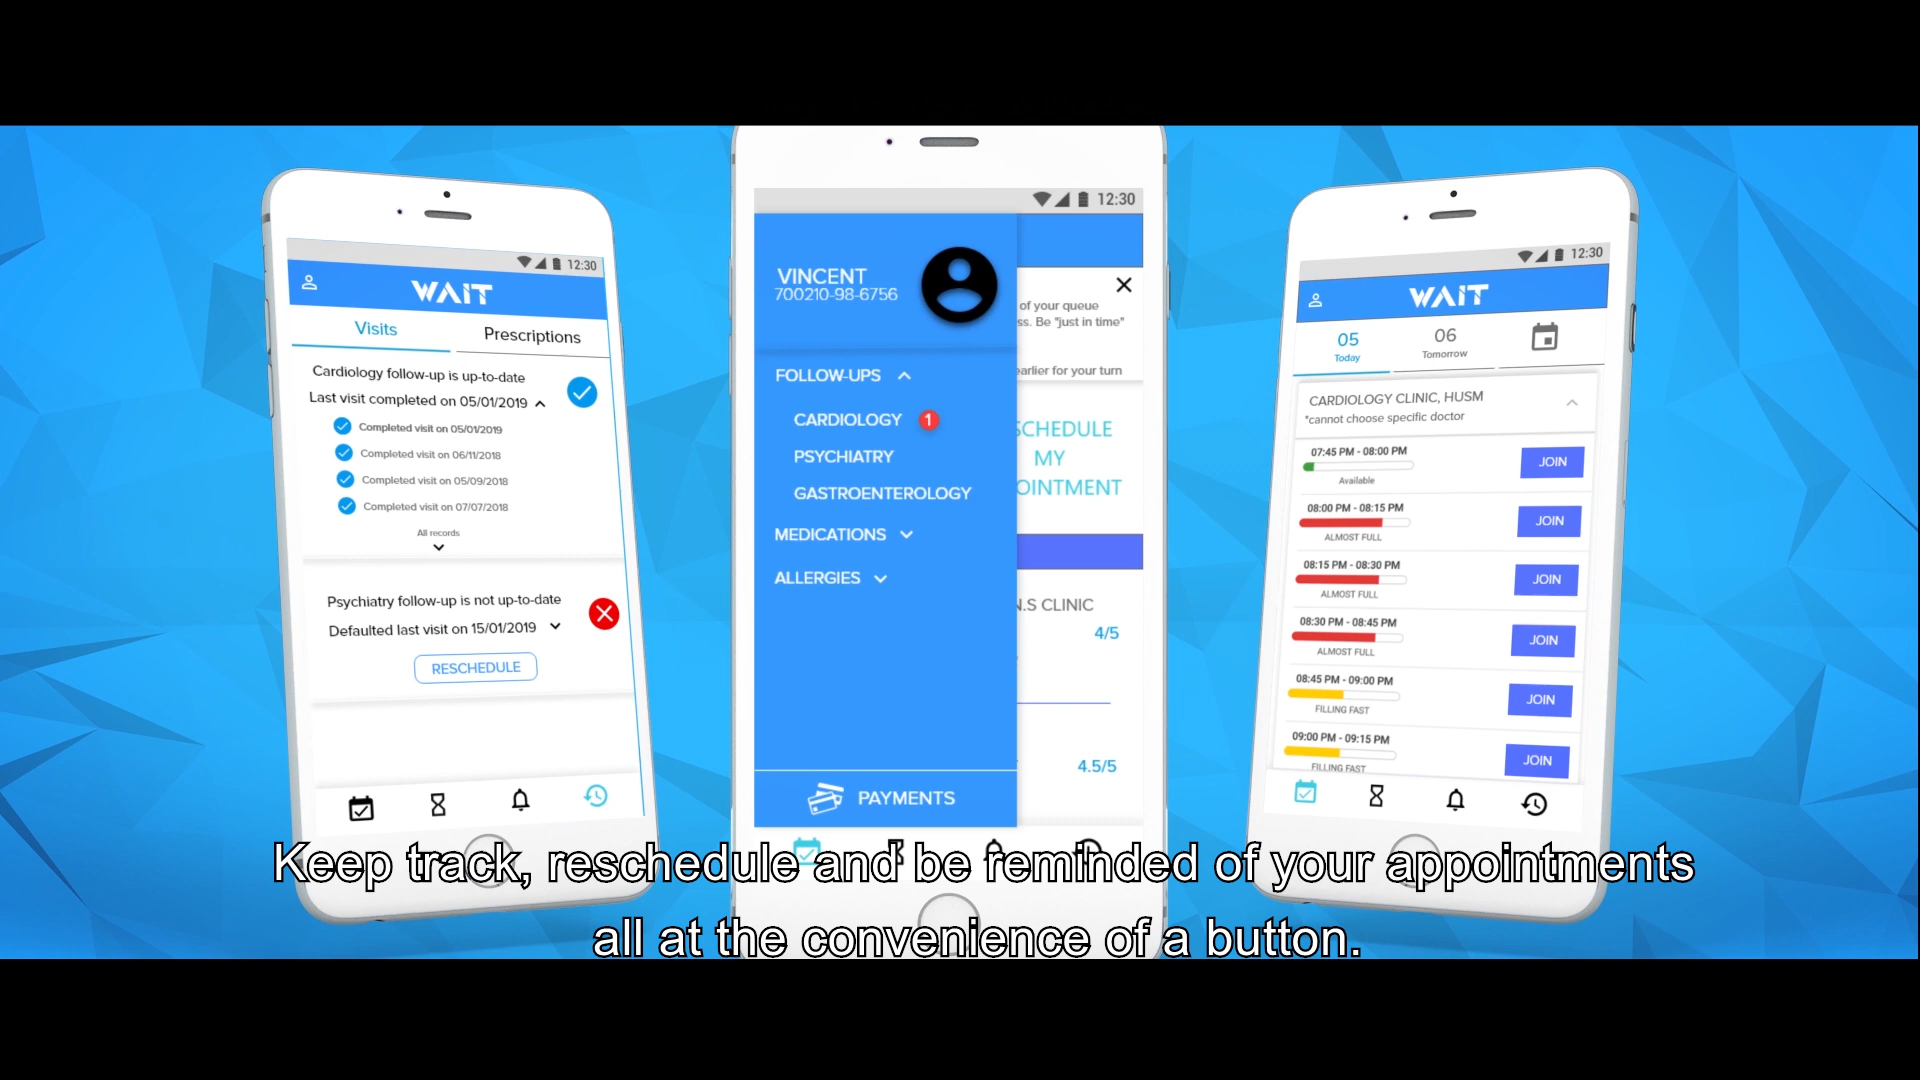 12:30
WAIT
Visits
Prescriptions
Cardiology follow-up is up-to-date
Last visit completed on 05/01/2019
Completed visit on 05/01/2019
Completed visit on 06/11/2018
Completed visit on 05/09/2018
Completed visit on 07/07/2018
All records
Psychiatry follow-up is not up-to-date
Defaulted last visit on 15/01/2019
RESCHEDULE
12:30
VINCENT
700210-98-6756
of your queue
ss. Be "just in time"
earlier for your turn
FOLLOW-UPS
CARDIOLOGY 1
PSYCHIATRY
GASTROENTEROLOGY
MEDICATIONS
ALLERGIES
SCHEDULE
MY
OINTMENT
N.S CLINIC
4/5
4.5/5
PAYMENTS
12:30
WAIT
05
Today
06
Tomorrow
CARDIOLOGY CLINIC, HUSM
*cannot choose specific doctor
07:45 PM - 08:00 PM
Available
JOIN
08:00 PM - 08:15 PM
ALMOST FULL
JOIN
08:15 PM - 08:30 PM
ALMOST FULL
JOIN
08:30 PM - 08:45 PM
ALMOST FULL
JOIN
08:45 PM - 09:00 PM
FILLING FAST
JOIN
09:00 PM - 09:15 PM
FILLING FAST
JOIN
Keep track, reschedule and be reminded of your appointments
all at the convenience of a button.